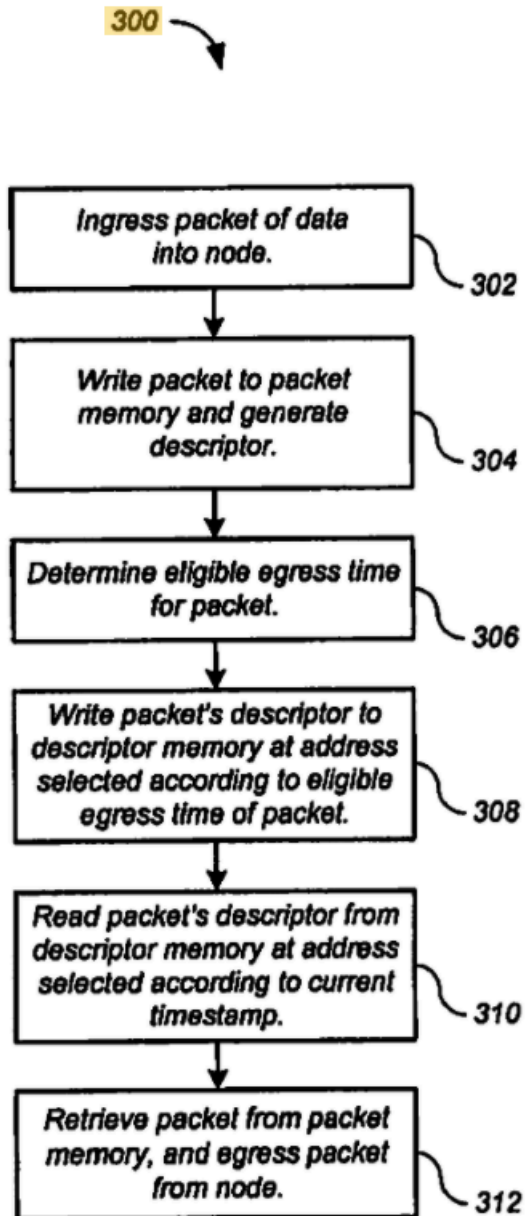 300
Ingress packet of data
into node.
302
Write packet to packet
memory and generate
descriptor.
304
Determine eligible egress time
for packet.
306
Write packet's descriptor to
descriptor memory at address
selected according to eligible
egress time of packet.
308
Read packet's descriptor from
descriptor memory at address
selected according to current
timestamp.
310
Retrieve packet from packet
memory, and egress packet
from node.
312